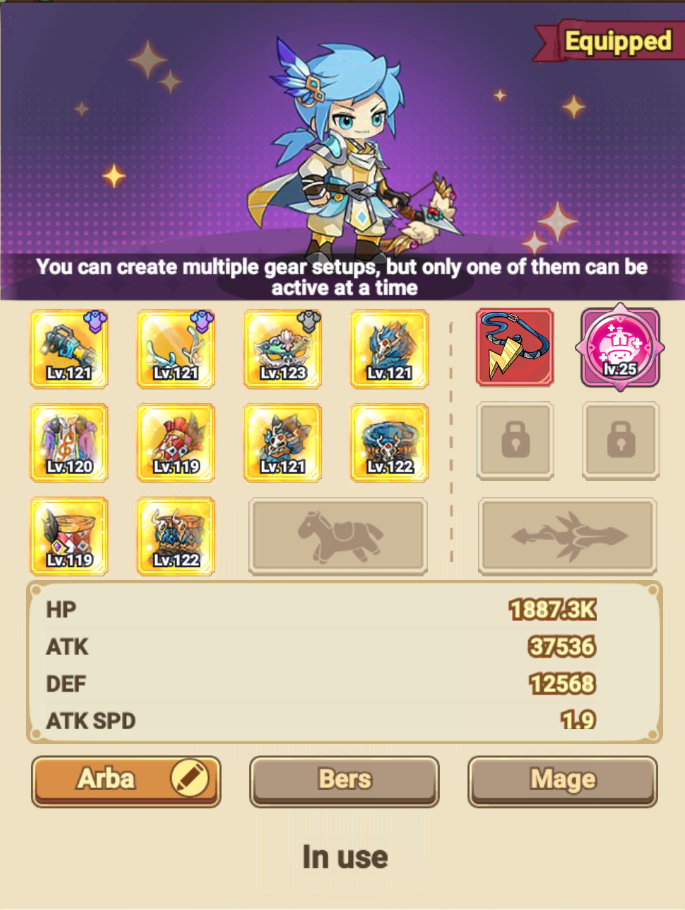 Equipped
You can create multiple gear setups, but only one of them can be
active at a time
Lv.121
Lv.121
Lv.123
Lv.121
lv.25
Lv.120
Lv.119
Lv.121
Lv.122
Lv.119
Lv.122
HP 1887.3K
ATK 37536
DEF 12568
ATK SPD 1.9
Arba
Bers
Mage
In use